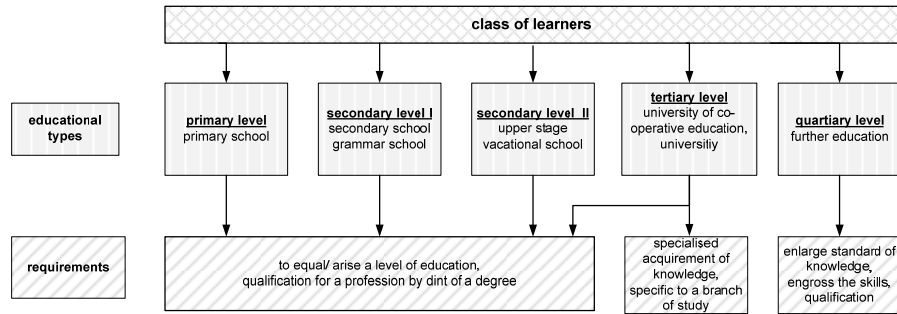 class of learners
educational
types
primary level
primary school
secondary level I
secondary school
grammar school
secondary level II
upper stage
vacational school
tertiary level
university of co-
operative education,
universitiy
quartiary level
further education
requirements
to equal/ arise a level of education,
qualification for a profession by dint of a degree
specialised
acquirement of
knowledge,
specific to a branch
of study
enlarge standard of
knowledge,
engross the skills,
qualification